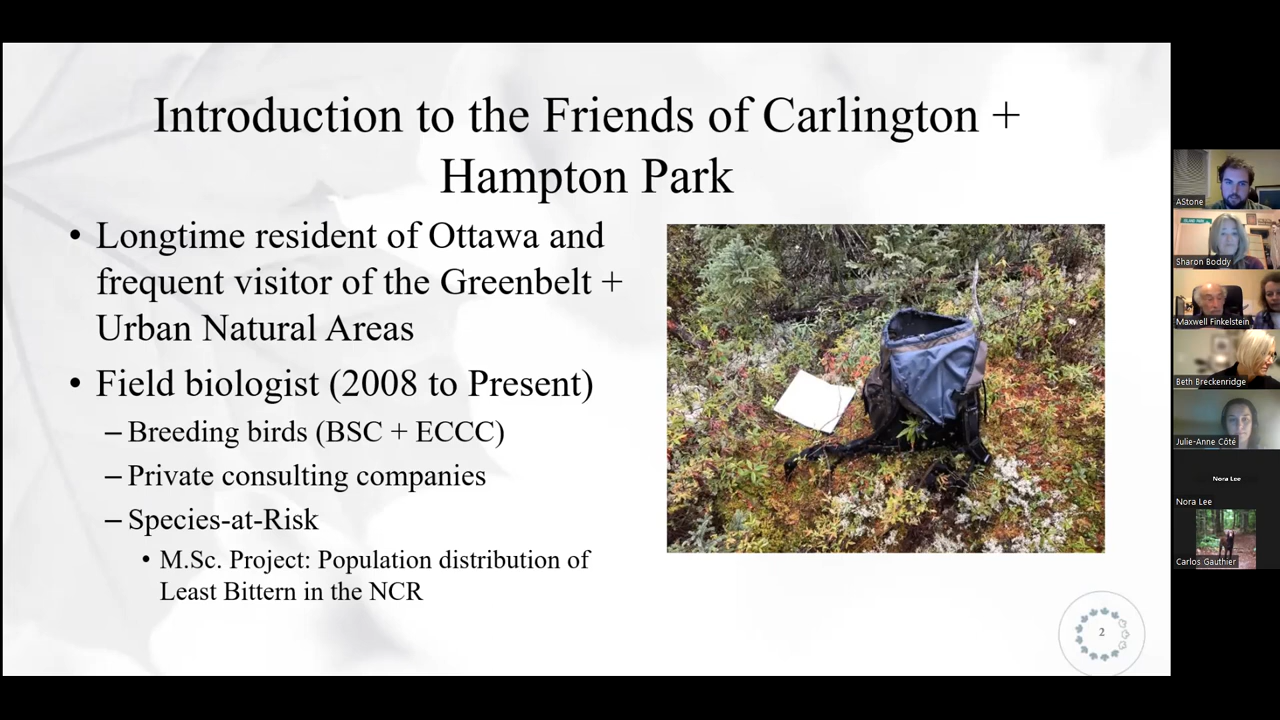 Introduction to the Friends of Carlington +
Hampton Park
• Longtime resident of Ottawa and
frequent visitor of the Greenbelt +
Urban Natural Areas
• Field biologist (2008 to Present)
– Breeding birds (BSC + ECCC)
– Private consulting companies
– Species-at-Risk
• M.Sc. Project: Population distribution of
Least Bittern in the NCR
2
AStone
Sharon Boddy
Maxwell Finkelstein
Beth Breckenridge
Julie-Anne Côté
Nora Lee
Nora Lee
Carlos Gauthier